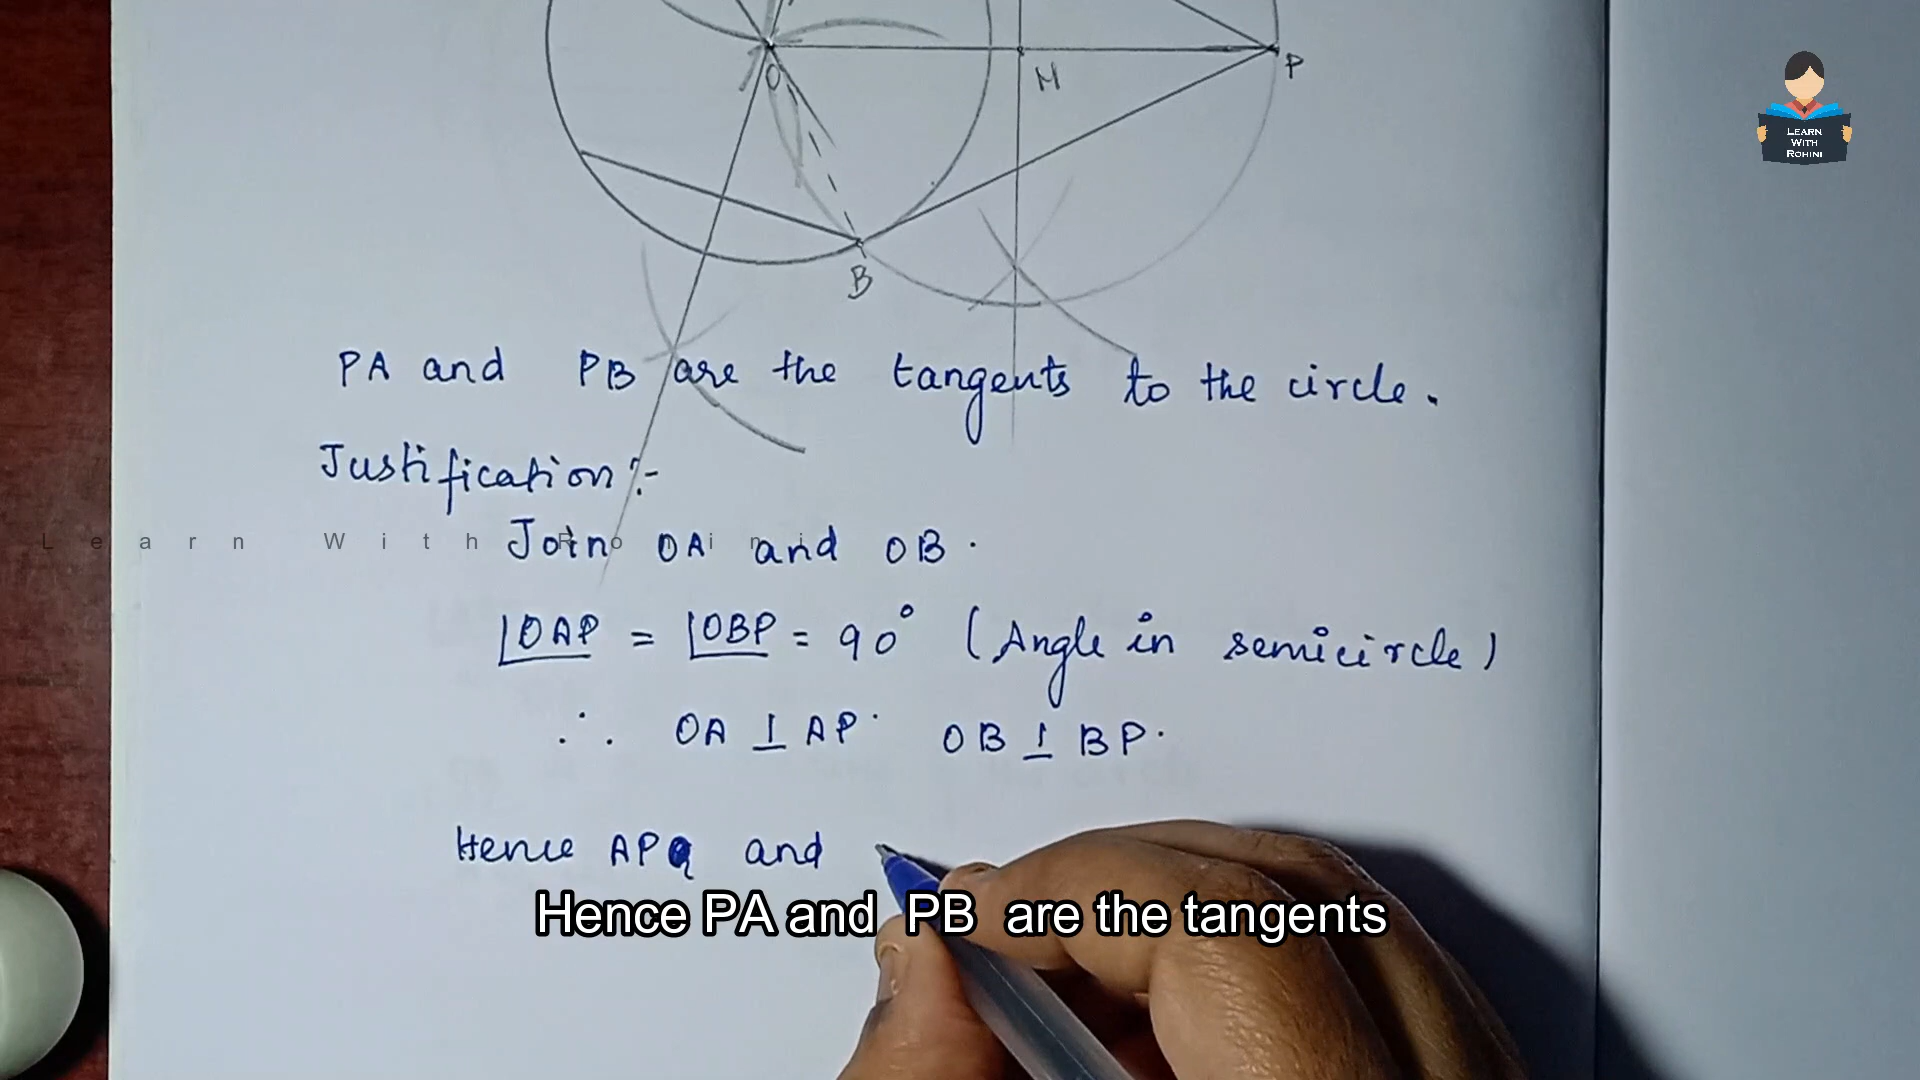 O
M
P
B
PA and PB are the tangents to the circle.
Justification :-
Join OA and OB.
∠OAP = ∠OBP = 90° (Angle in semicircle)
∴ OA ⊥ AP. OB ⊥ BP.
Hence AP and
Hence PA and PB are the tangents
Learn With Rohini
LEARN
WITH
ROHINI